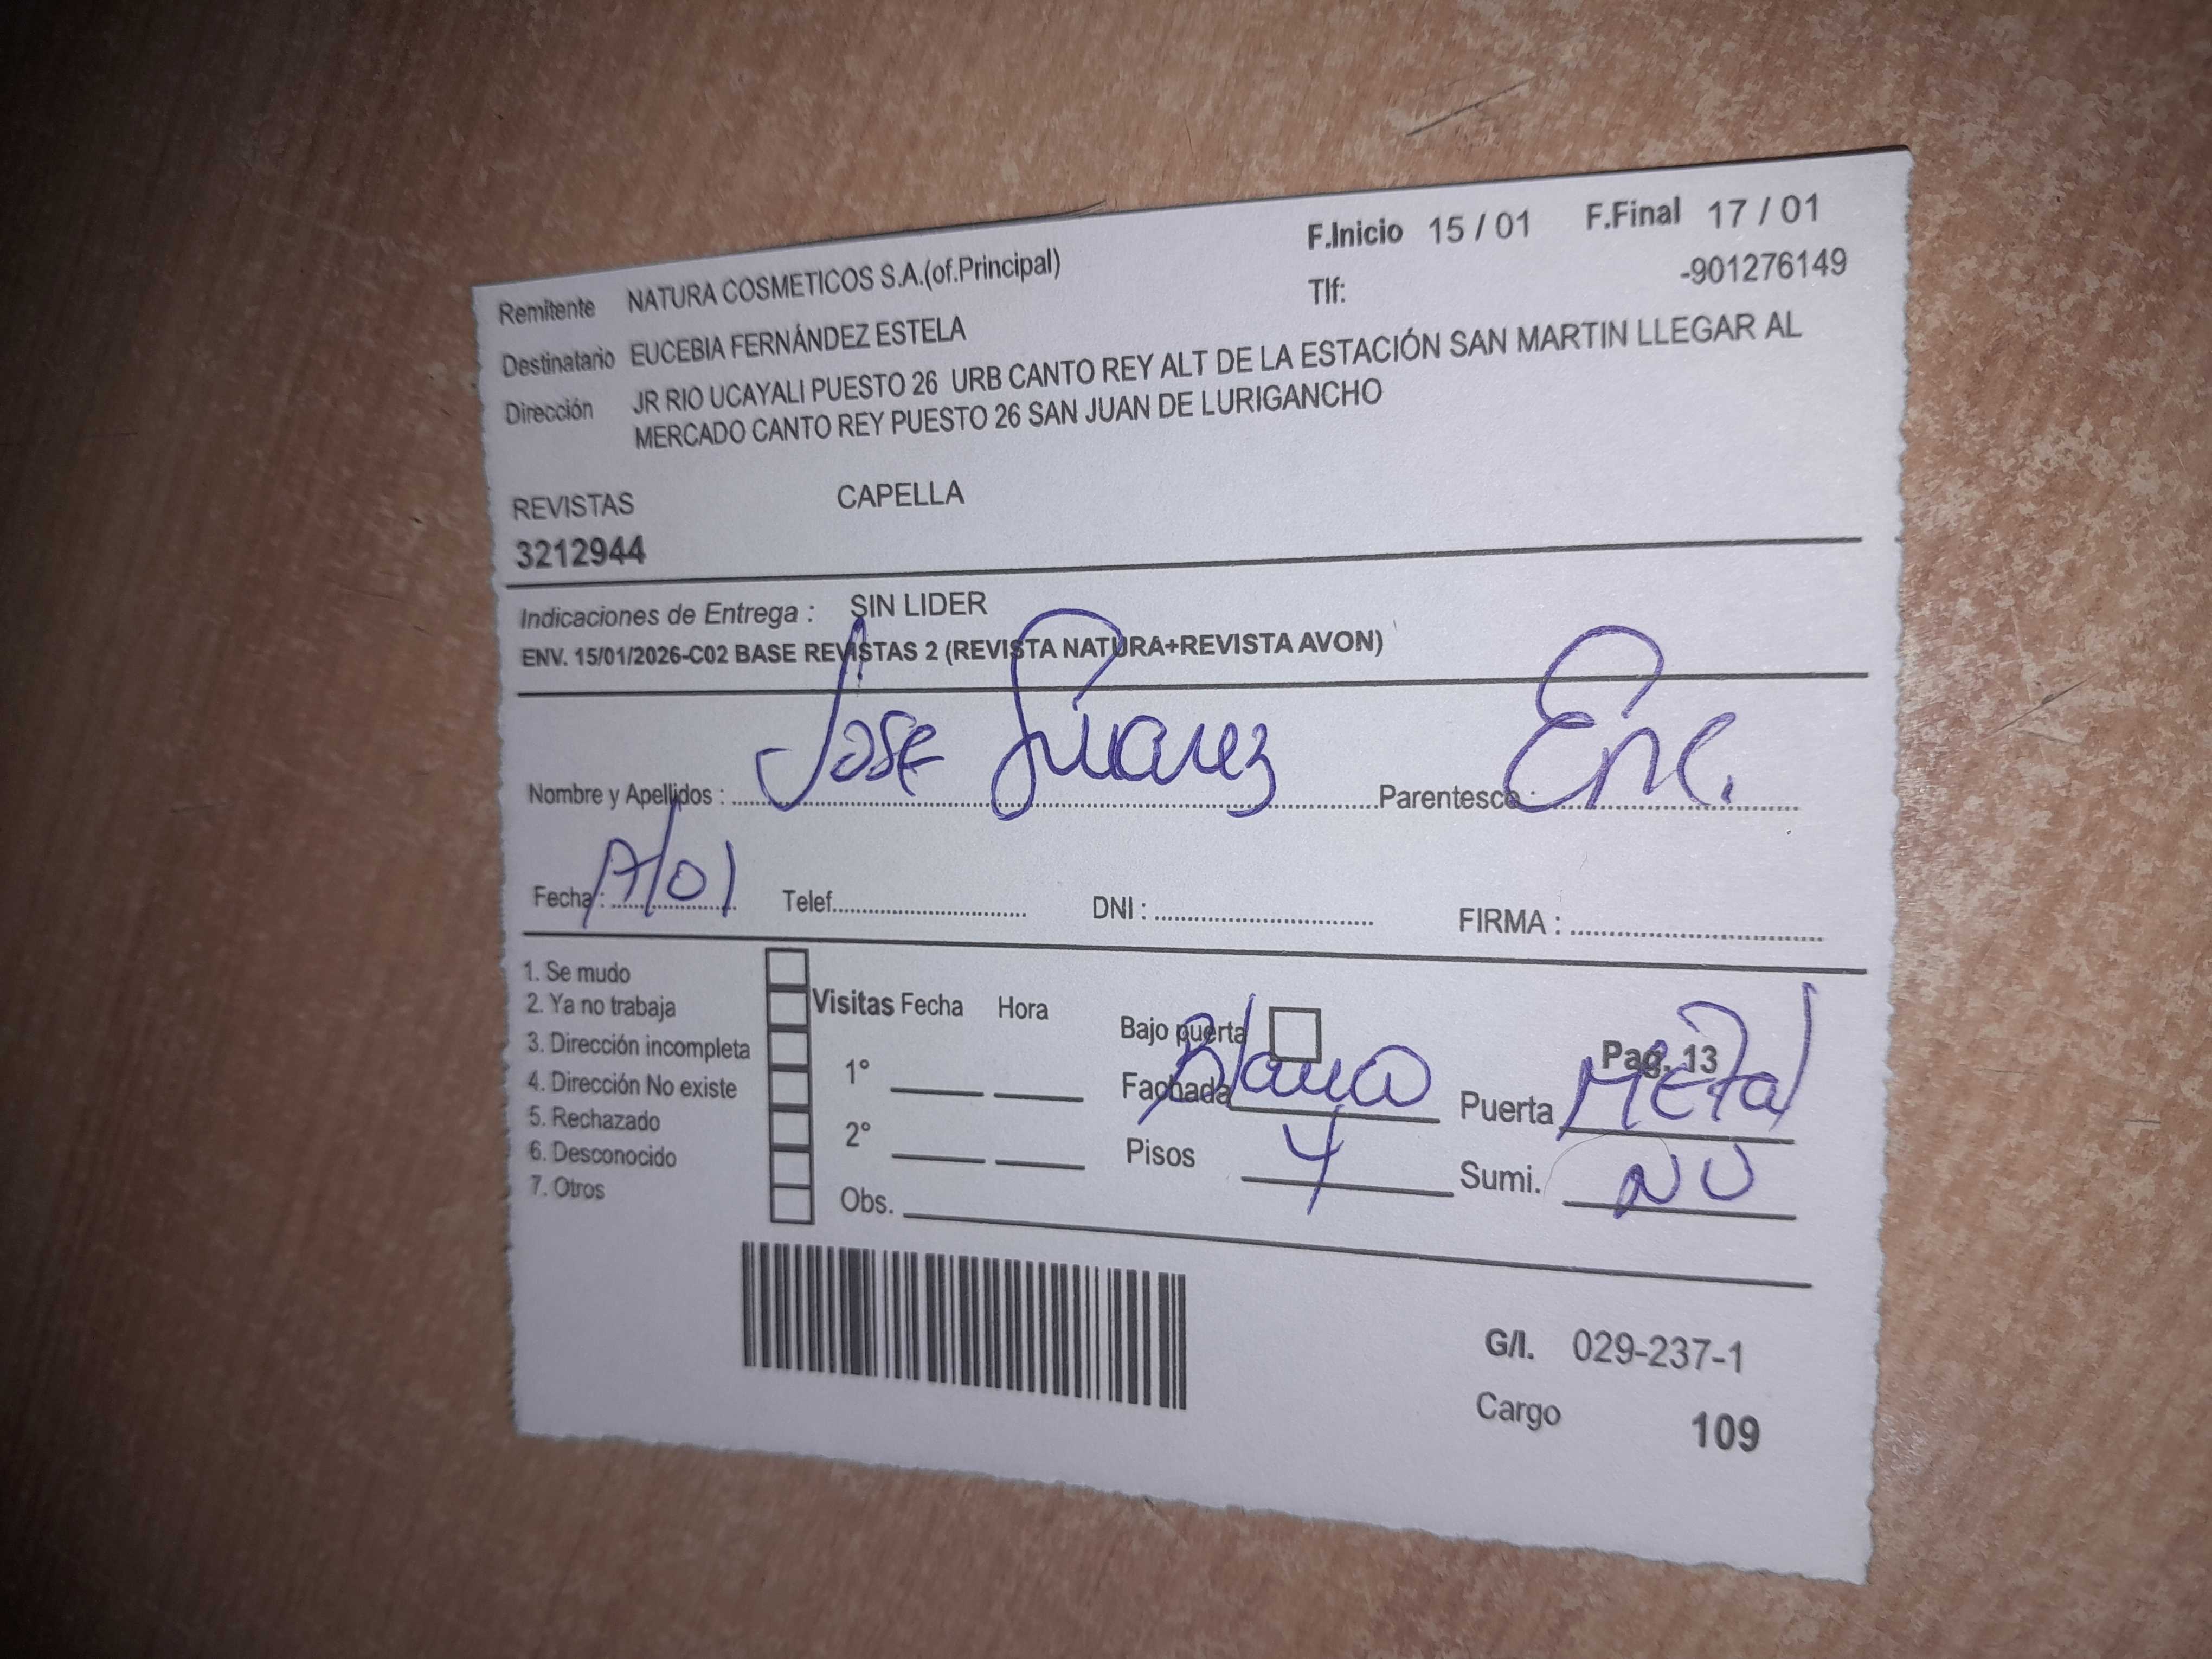 F.Inicio 15 / 01 F.Final 17 / 01
Remitente NATURA COSMETICOS S.A.(of.Principal) Tlf: -901276149
Destinatario EUCEBIA FERNÁNDEZ ESTELA
Dirección JR RIO UCAYALI PUESTO 26 URB CANTO REY ALT DE LA ESTACIÓN SAN MARTIN LLEGAR AL
MERCADO CANTO REY PUESTO 26 SAN JUAN DE LURIGANCHO
REVISTAS CAPELLA
3212944
Indicaciones de Entrega : SIN LIDER
ENV. 15/01/2026-C02 BASE REVISTAS 2 (REVISTA NATURA+REVISTA AVON)
Nombre y Apellidos : Jose Suarez Parentesco : Enc.
Fecha : 17/01 Telef. DNI : FIRMA :
1. Se mudo
2. Ya no trabaja Visitas Fecha Hora Bajo puerta Pag. 13
3. Dirección incompleta 1° Fachada Blanca Puerta Metal
4. Dirección No existe
5. Rechazado 2° Pisos 4 Sumi. NO
6. Desconocido
7. Otros Obs.
G/I. 029-237-1
Cargo 109